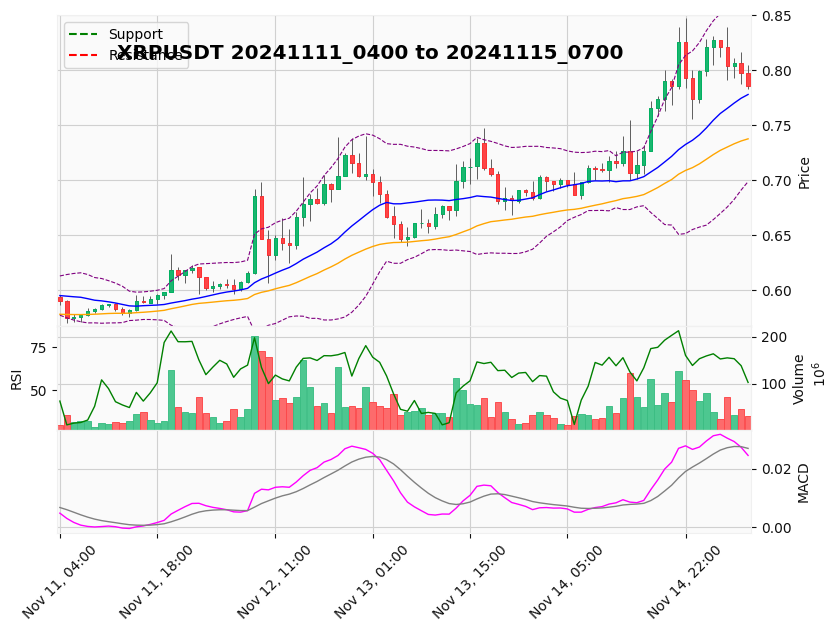 XRPUSDT 20241111_0400 to 20241115_0700
Support
Resistance
0.85
0.80
0.75
0.70
0.65
0.60
Price
75
50
RSI
200
100
Volume
10^6
0.02
0.00
MACD
Nov 11, 04:00
Nov 11, 18:00
Nov 12, 11:00
Nov 13, 01:00
Nov 13, 15:00
Nov 14, 05:00
Nov 14, 22:00